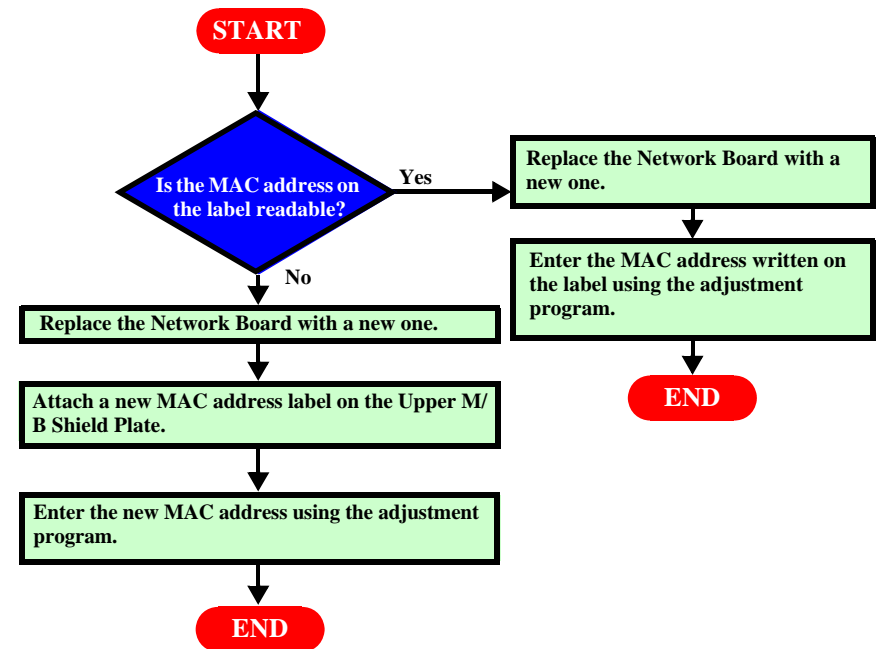 START
Is the MAC address on
the label readable?
Yes
Replace the Network Board with a
new one.
Enter the MAC address written on
the label using the adjustment
program.
END
No
Replace the Network Board with a new one.
Attach a new MAC address label on the Upper M/
B Shield Plate.
Enter the new MAC address using the adjustment
program.
END